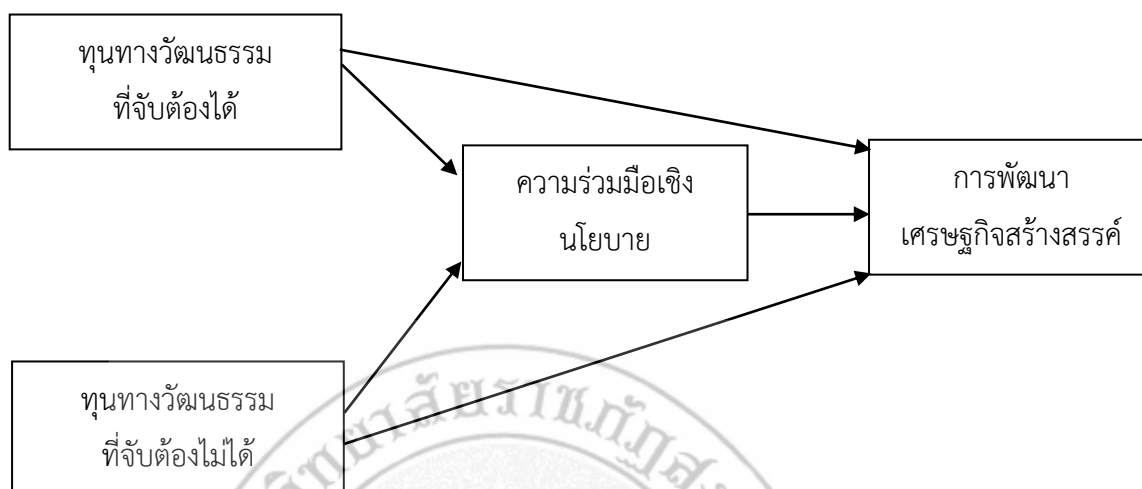 ทุนทางวัฒนธรรม
ที่จับต้องได้
ความร่วมมือเชิง
นโยบาย
การพัฒนา
เศรษฐกิจสร้างสรรค์
ทุนทางวัฒนธรรม
ที่จับต้องไม่ได้